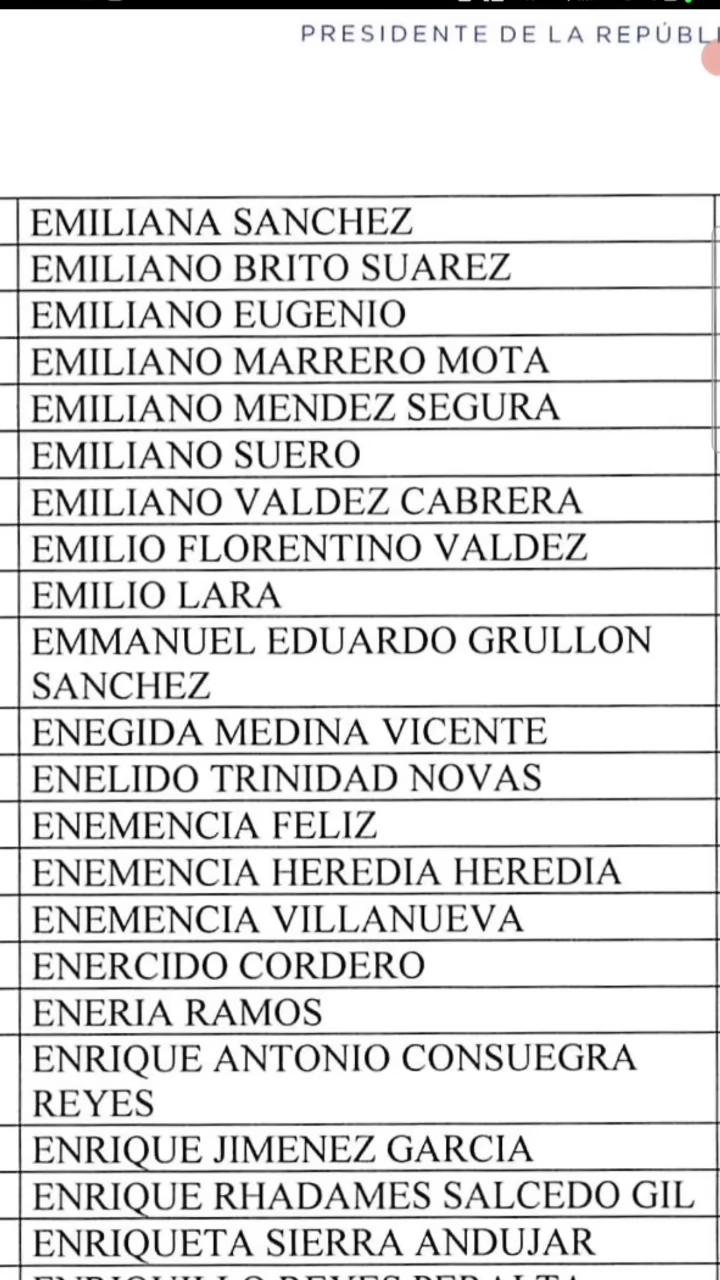 PRESIDENTE DE LA
EMILIANA SANCHEZ
EMILIANO BRITO SUAREZ
EMILIANO EUGENIO
EMILIANO MARRERO MOTA
EMILIANO MENDEZ SEGURA
EMILIANO SUERO
EMILIANO VALDEZ CABRERA
EMILIO FLORENTINO VALDEZ
EMILIO LARA
EMMANUEL EDUARDO GRULLON
SANCHEZ
ENEGIDA MEDINA VICENTE
ENELIDO TRINIDAD NOVAS
ENEMENCIA FELIZ
ENEMENCIA HEREDIA HEREDIA
ENEMENCIA VILLANUEVA
ENERCIDO CORDERO
ENERIA RAMOS
ENRIQUE ANTONIO CONSUEGRA
REYES
ENRIQUE JIMENEZ GARCIA
ENRIQUE RHADAMES SALCEDO GIL
ENRIQUETA SIERRA ANDUJAR